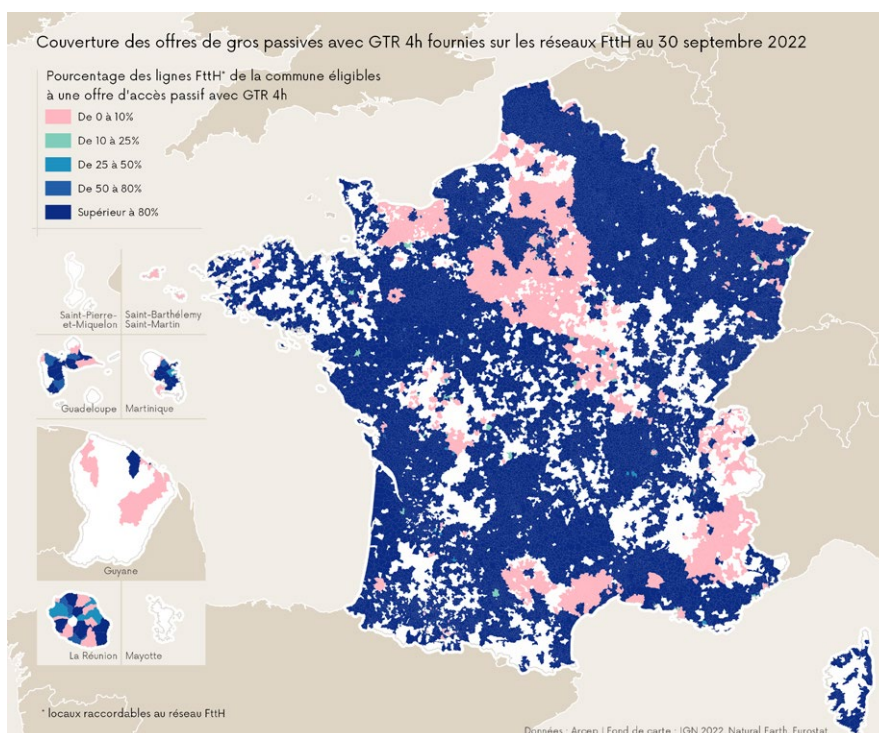 Couverture des offres de gros passives avec GTR 4h fournies sur les réseaux FttH au 30 septembre 2022
Pourcentage des lignes FttH* de la commune éligibles
à une offre d'accès passif avec GTR 4h
De 0 à 10%
De 10 à 25%
De 25 à 50%
De 50 à 80%
Supérieur à 80%
Saint-Pierre-
et-Miquelon
Saint-Barthélemy
Saint-Martin
Guadeloupe
Martinique
Guyane
La Réunion
Mayotte
* locaux raccordables au réseau FttH
Données : Arcep | Fond de carte : IGN 2022, Natural Earth, Eurostat